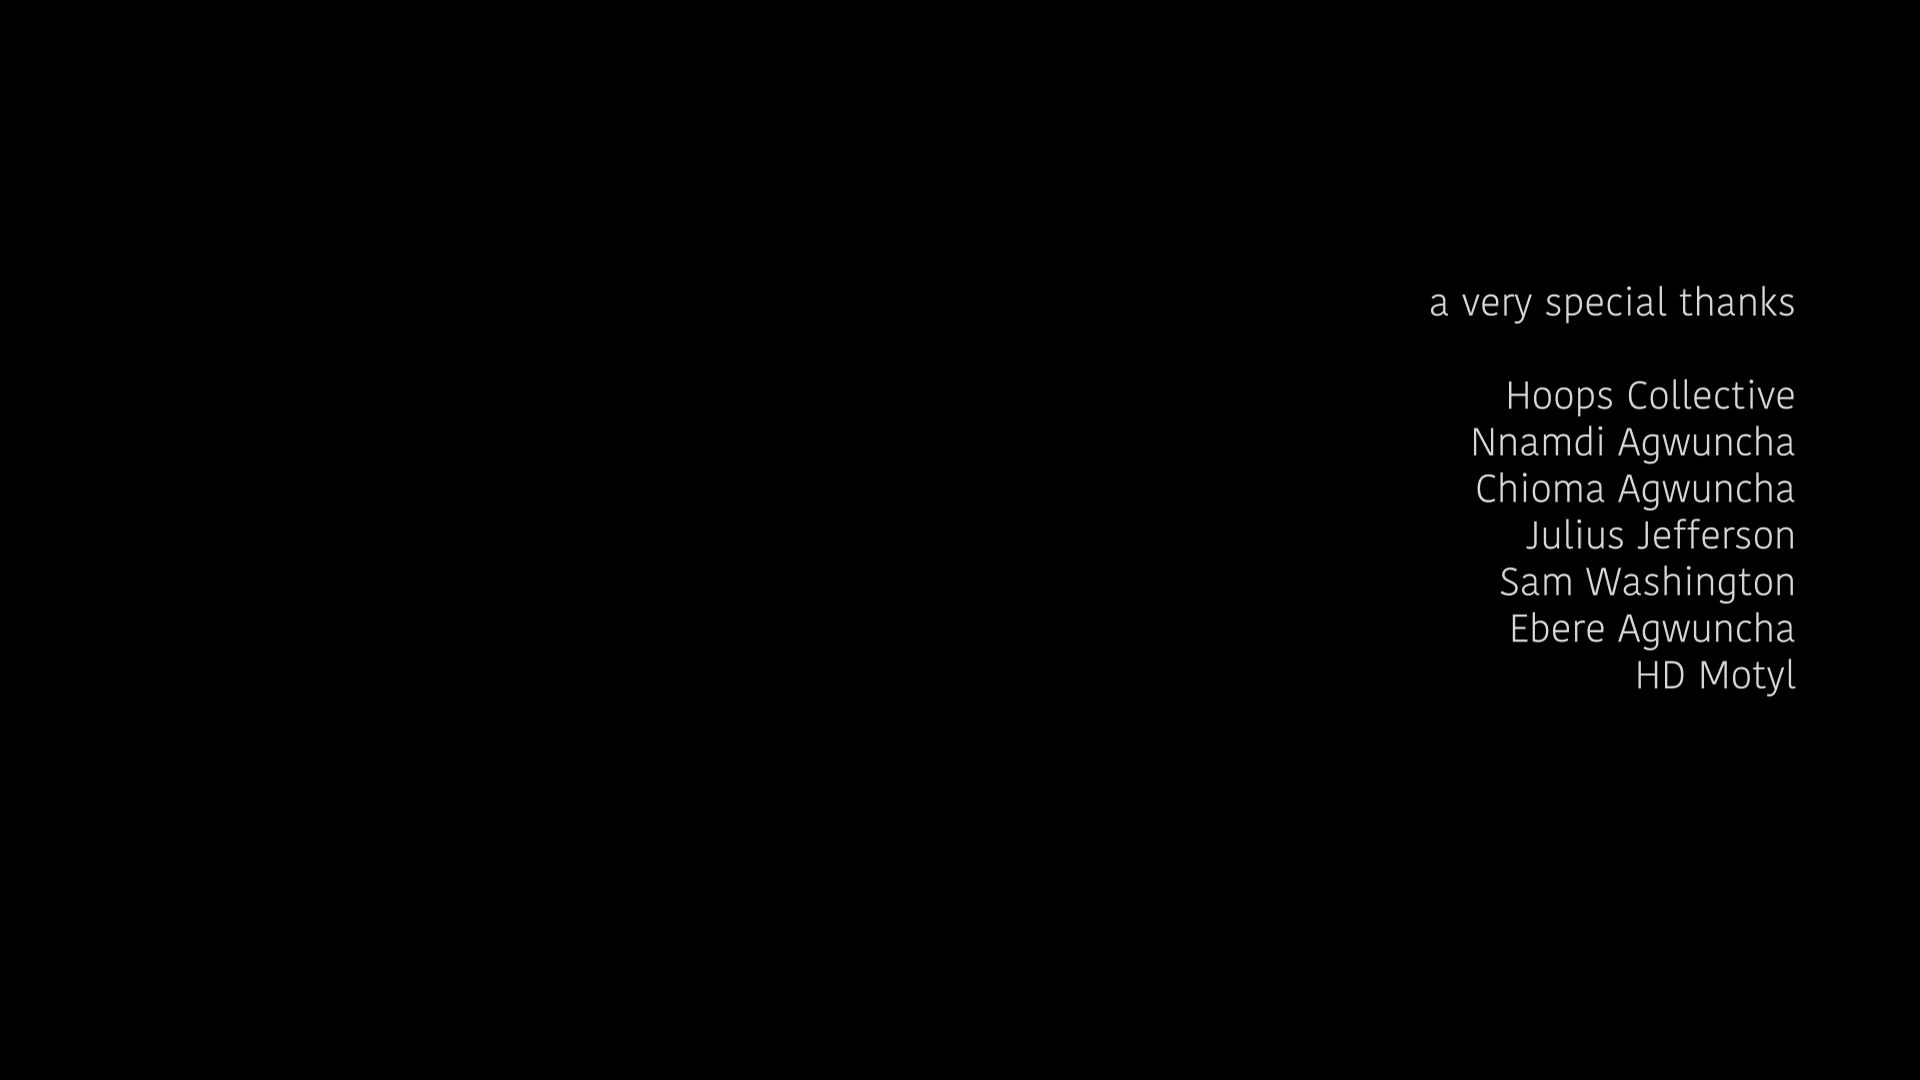 a very special thanks
Hoops Collective
Nnamdi Agwuncha
Chioma Agwuncha
Julius Jefferson
Sam Washington
Ebere Agwuncha
HD Motyl